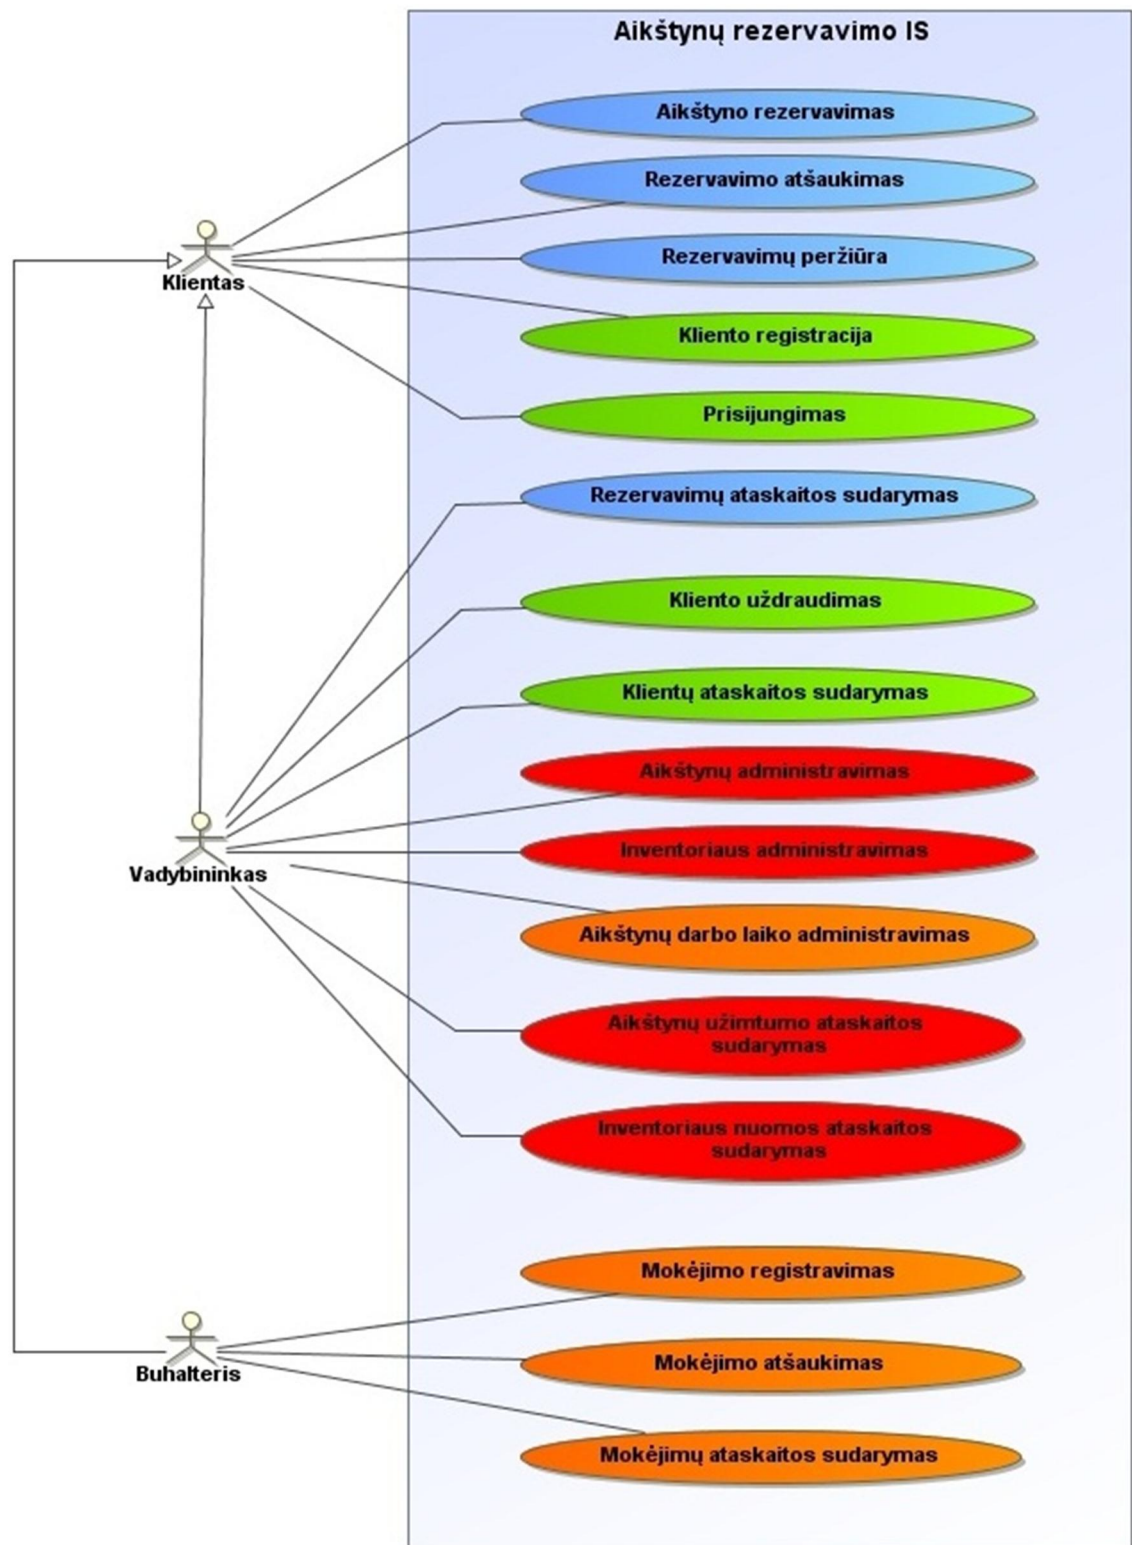 Aikštynų rezervavimo IS
Aikštyno rezervavimas
Rezervavimo atšaukimas
Rezervavimų peržiūra
Klientas
Kliento registracija
Prisijungimas
Rezervavimų ataskaitos sudarymas
Kliento uždraudimas
Klientų ataskaitos sudarymas
Aikštynų administravimas
Inventoriaus administravimas
Vadybininkas
Aikštynų darbo laiko administravimas
Aikštynų užimtumo ataskaitos
sudarymas
Inventoriaus nuomos ataskaitos
sudarymas
Mokėjimo registravimas
Mokėjimo atšaukimas
Buhalteris
Mokėjimų ataskaitos sudarymas